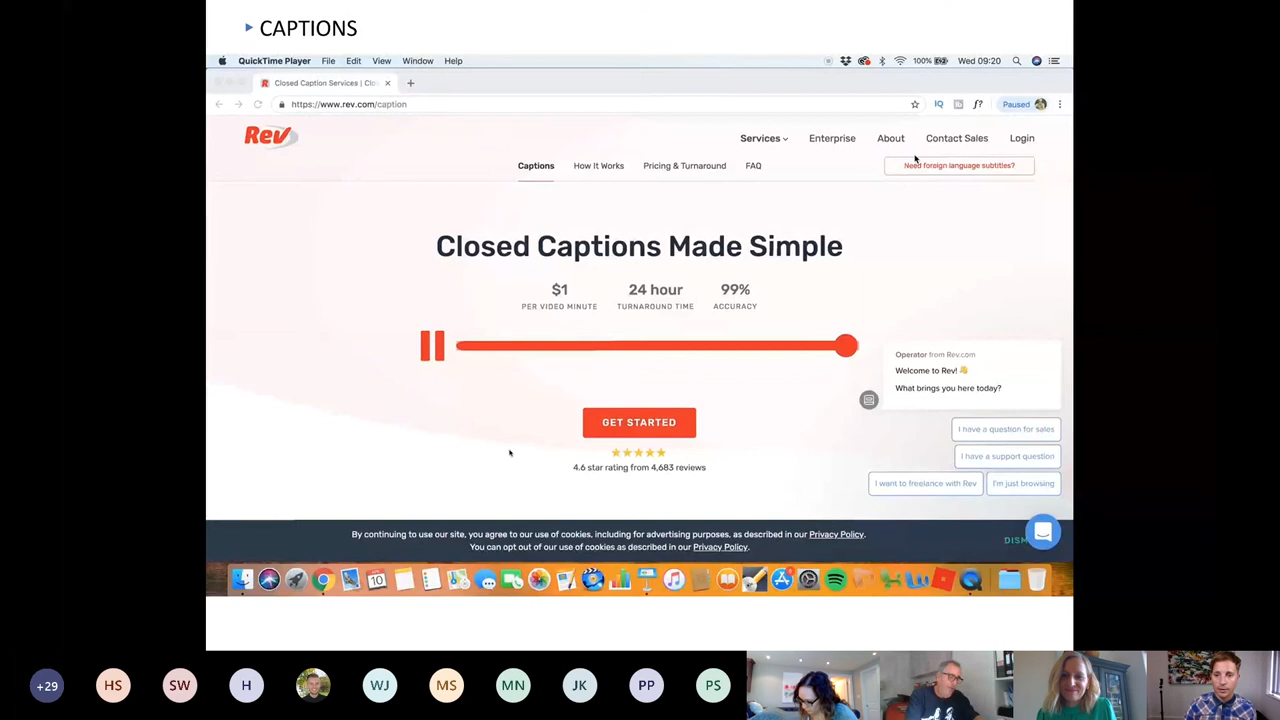 CAPTIONS
QuickTime Player File Edit View Window Help 100% Wed 09:20
Closed Caption Services | Clo
https://www.rev.com/caption IQ f? Paused
Rev Services Enterprise About Contact Sales Login
Captions How It Works Pricing & Turnaround FAQ Need foreign language subtitles?
Closed Captions Made Simple
$1 24 hour 99%
PER VIDEO MINUTE TURNAROUND TIME ACCURACY
Operator from Rev.com
Welcome to Rev!
What brings you here today?
GET STARTED
4.6 star rating from 4,683 reviews
I have a question for sales
I have a support question
I want to freelance with Rev I'm just browsing
By continuing to use our site, you agree to our use of cookies, including for advertising purposes, as described in our Privacy Policy.
You can opt out of our use of cookies as described in our Privacy Policy.
DISM
10
+29 HS SW H WJ MS MN JK PP PS